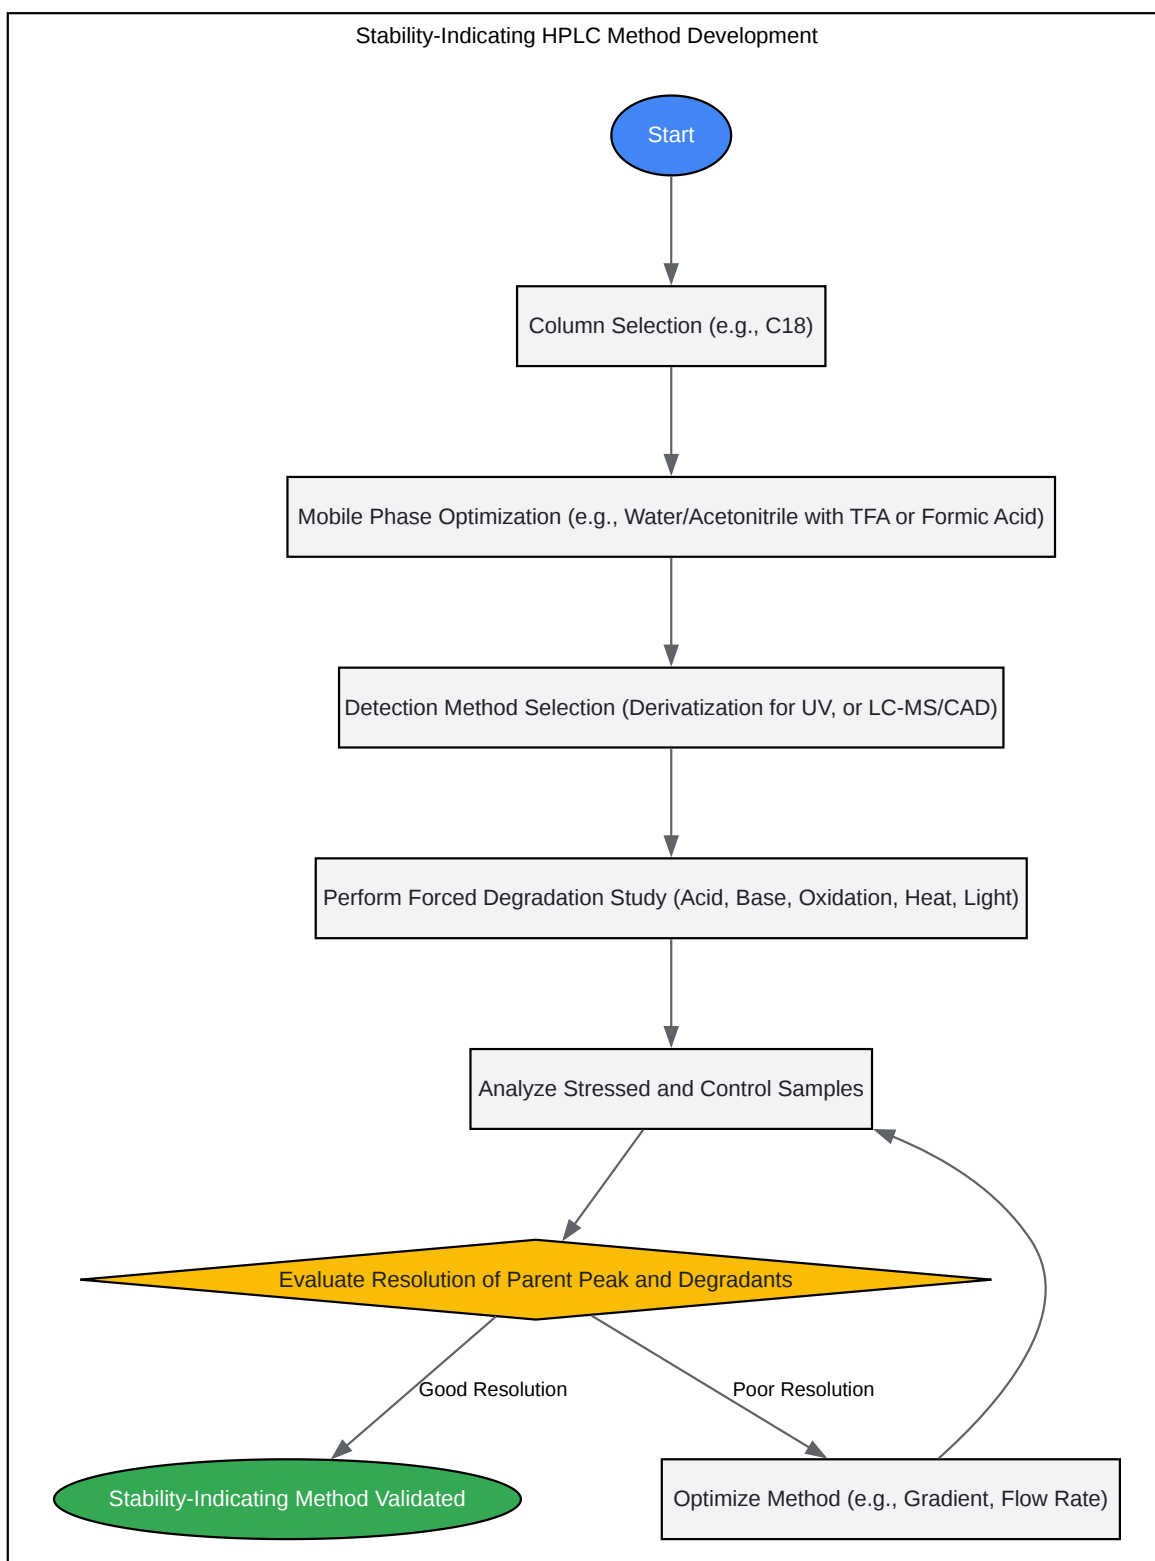 Stability-Indicating HPLC Method Development
Start
Column Selection (e.g., C18)
Mobile Phase Optimization (e.g., Water/Acetonitrile with TFA or Formic Acid)
Detection Method Selection (Derivatization for UV, or LC-MS/CAD)
Perform Forced Degradation Study (Acid, Base, Oxidation, Heat, Light)
Analyze Stressed and Control Samples
Evaluate Resolution of Parent Peak and Degradants
Good Resolution
Poor Resolution
Stability-Indicating Method Validated
Optimize Method (e.g., Gradient, Flow Rate)